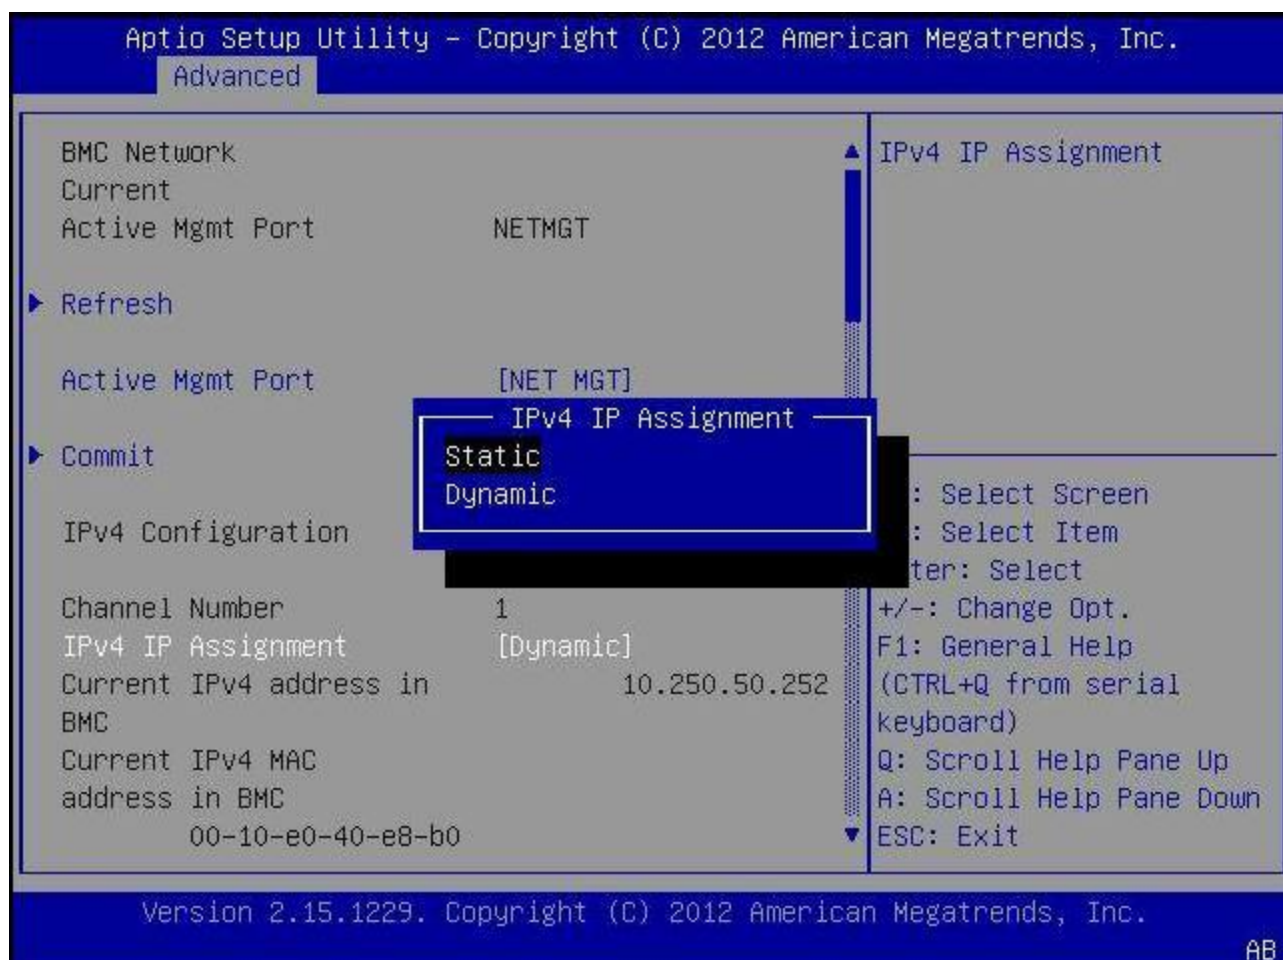 Aptio Setup Utility – Copyright (C) 2012 American Megatrends, Inc.
Advanced
BMC Network
Current
Active Mgmt Port NETMGT
Refresh
Active Mgmt Port [NET MGT]
Commit
IPv4 Configuration
Channel Number 1
IPv4 IP Assignment [Dynamic]
Current IPv4 address in 10.250.50.252
BMC
Current IPv4 MAC
address in BMC
00-10-e0-40-e8-b0
IPv4 IP Assignment
Static
Dynamic
IPv4 IP Assignment
: Select Screen
: Select Item
ter: Select
+/-: Change Opt.
F1: General Help
(CTRL+Q from serial
keyboard)
Q: Scroll Help Pane Up
A: Scroll Help Pane Down
ESC: Exit
Version 2.15.1229. Copyright (C) 2012 American Megatrends, Inc.
AB